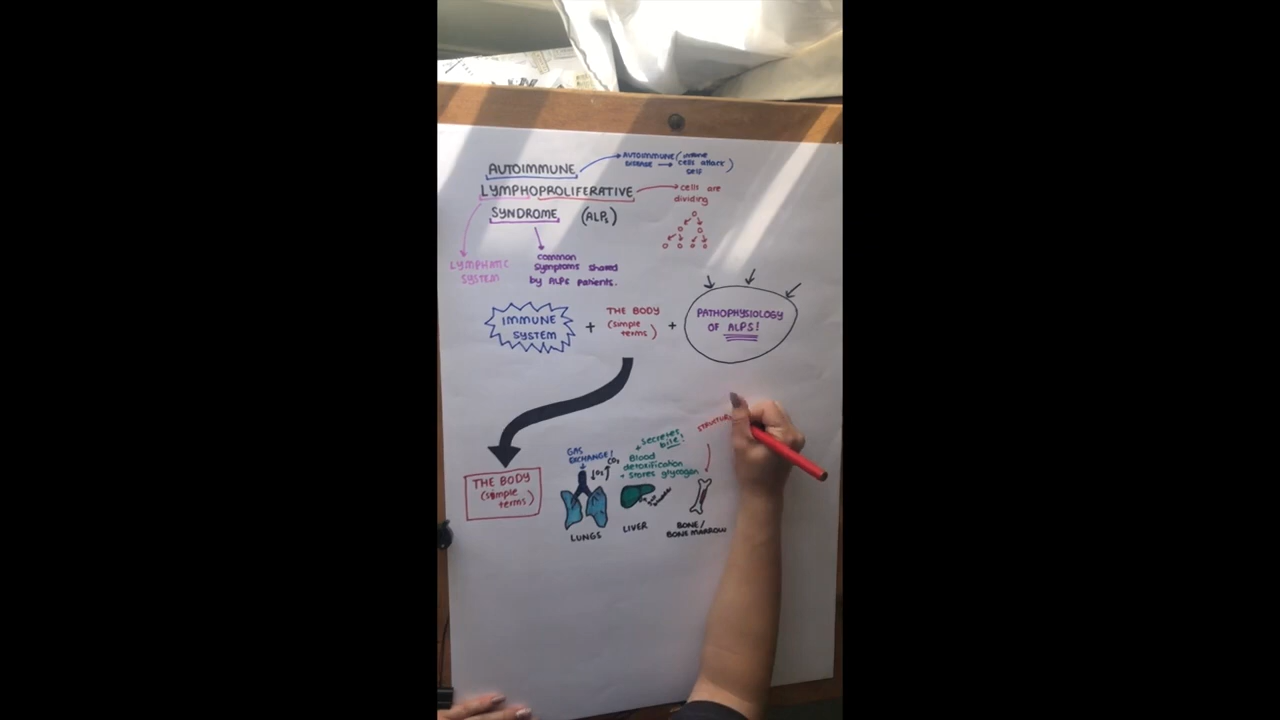 AUTOIMMUNE
LYMPHOPROLIFERATIVE
SYNDROME (ALPs)
AUTOIMMUNE
DISEASE
(immune
cells attack
self)
cells are
dividing
LYMPHATIC
SYSTEM
common
symptoms shared
by ALPs patients.
IMMUNE
SYSTEM
+
THE BODY
(simple
terms)
+
PATHOPHYSIOLOGY
OF ALPS!
THE BODY
(simple
terms)
GAS
EXCHANGE!
O2
CO2
LUNGS
+ Secretes
bile!
Blood
detoxification
+ stores glycogen
LIVER
BONE/
BONE MARROW